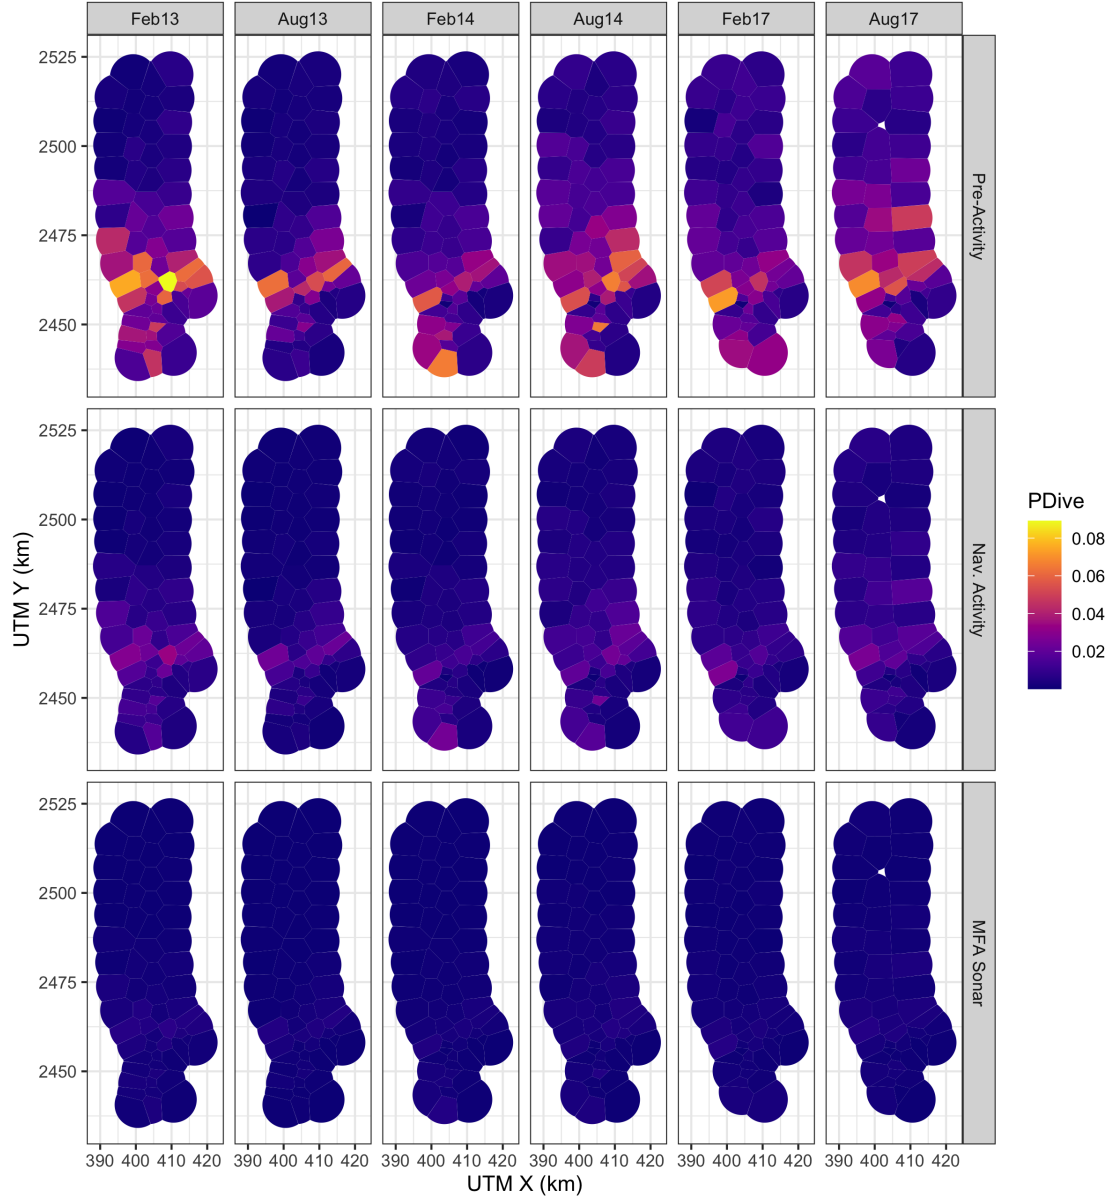 Feb13 Aug13 Feb14 Aug14 Feb17 Aug17
2525
2500
2475
2450
Pre-Activity
2525
2500
2475
2450
Nav. Activity
2525
2500
2475
2450
MFA Sonar
UTM Y (km)
390 400 410 420 390 400 410 420 390 400 410 420 390 400 410 420 390 400 410 420 390 400 410 420
UTM X (km)
PDive
0.08
0.06
0.04
0.02